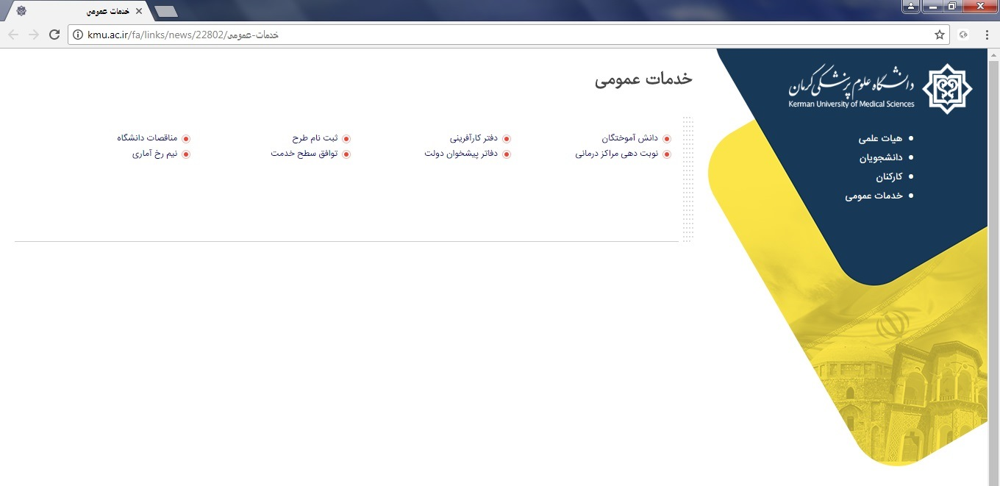 خدمات عمومی
kmu.ac.ir/fa/links/news/22802/خدمات-عمومی
دانشگاه علوم پزشکی کرمان
Kerman University of Medical Sciences
هیات علمی
دانشجویان
کارکنان
خدمات عمومی
خدمات عمومی
دانش آموختگان
دفتر کارآفرینی
ثبت نام طرح
مناقصات دانشگاه
نوبت دهی مراکز درمانی
دفاتر پیشخوان دولت
توافق سطح خدمت
نیم رخ آماری